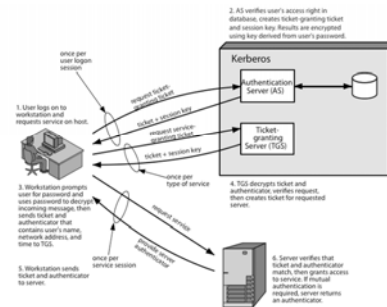 2. AS verifies user's access right in
database, creates ticket-granting ticket
and session key. Results are encrypted
using key derived from user's password.
once per
user logon
session
Kerberos
1. User logs on to
workstation and
requests service on host.
request ticket-
granting ticket
ticket + session key
Authentication
Server (AS)
request service-
granting ticket
ticket + session key
Ticket-
granting
Server (TGS)
once per
type of service
3. Workstation prompts
user for password and
uses password to decrypt
incoming message, then
sends ticket and
authenticator that
contains user's name,
network address, and
time to TGS.
4. TGS decrypts ticket and
authenticator, verifies request,
then creates ticket for
requested server.
request service
provide server
authenticator
once per
service session
5. Workstation sends
ticket and authenticator
to server.
6. Server verifies that
ticket and authenticator
match, then grants access
to service. If mutual
authentication is
required, server returns
an authenticator.